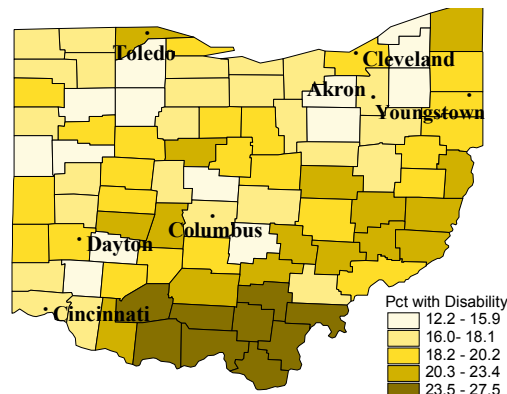 Toledo
Cleveland
Akron
Youngstown
Columbus
Dayton
Cincinnati
Pct with Disability
12.2 - 15.9
16.0- 18.1
18.2 - 20.2
20.3 - 23.4
23.5 - 27.5